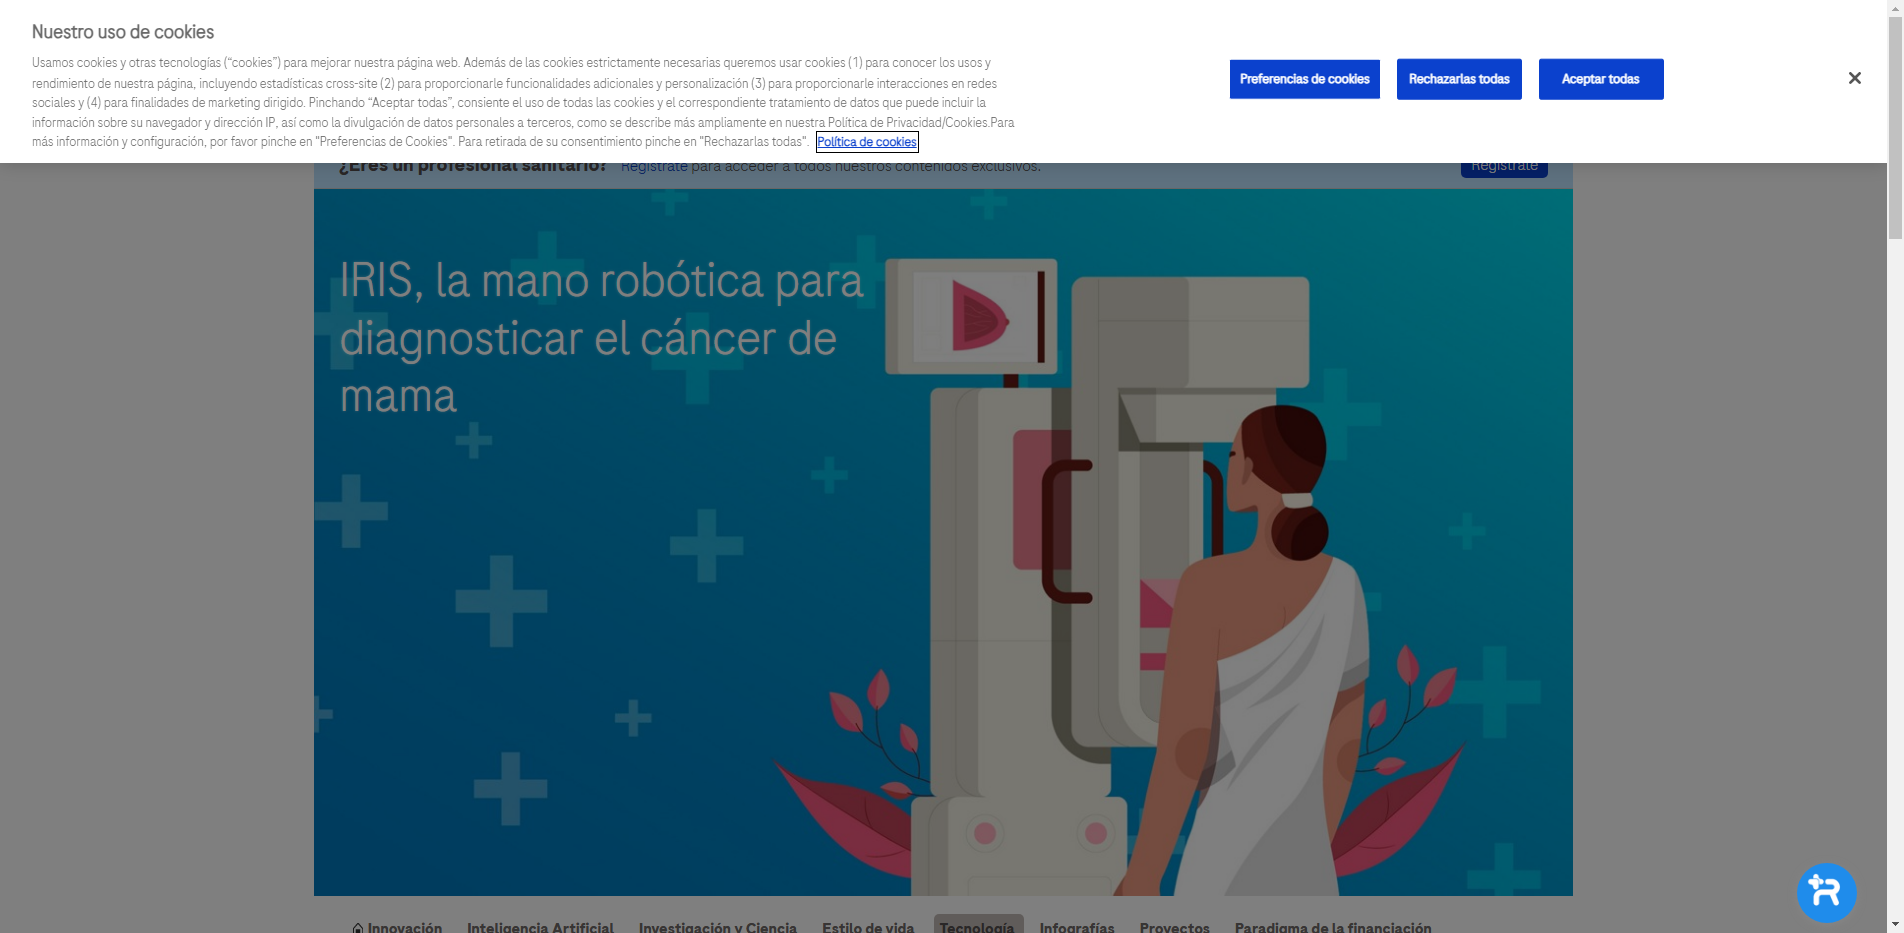 Nuestro uso de cookies
Usamos cookies y otras tecnologías (“cookies”) para mejorar nuestra página web. Además de las cookies estrictamente necesarias queremos usar cookies (1) para conocer los usos y
rendimiento de nuestra página, incluyendo estadísticas cross-site (2) para proporcionarle funcionalidades adicionales y personalización (3) para proporcionarle interacciones en redes
sociales y (4) para finalidades de marketing dirigido. Pinchando “Aceptar todas”, consiente el uso de todas las cookies y el correspondiente tratamiento de datos que puede incluir la
información sobre su navegador y dirección IP, así como la divulgación de datos personales a terceros, como se describe más ampliamente en nuestra Política de Privacidad/Cookies.Para
más información y configuración, por favor pinche en "Preferencias de Cookies". Para retirada de su consentimiento pinche en "Rechazarlas todas". Política de cookies
Preferencias de cookies
Rechazarlas todas
Aceptar todas
¿Eres un profesional sanitario? Regístrate para acceder a todos nuestros contenidos exclusivos.
Regístrate
IRIS, la mano robótica para
diagnosticar el cáncer de
mama
Innovación Inteligencia Artificial Investigación y Ciencia Estilo de vida Tecnología Infografías Proyectos Paradigma de la financiación